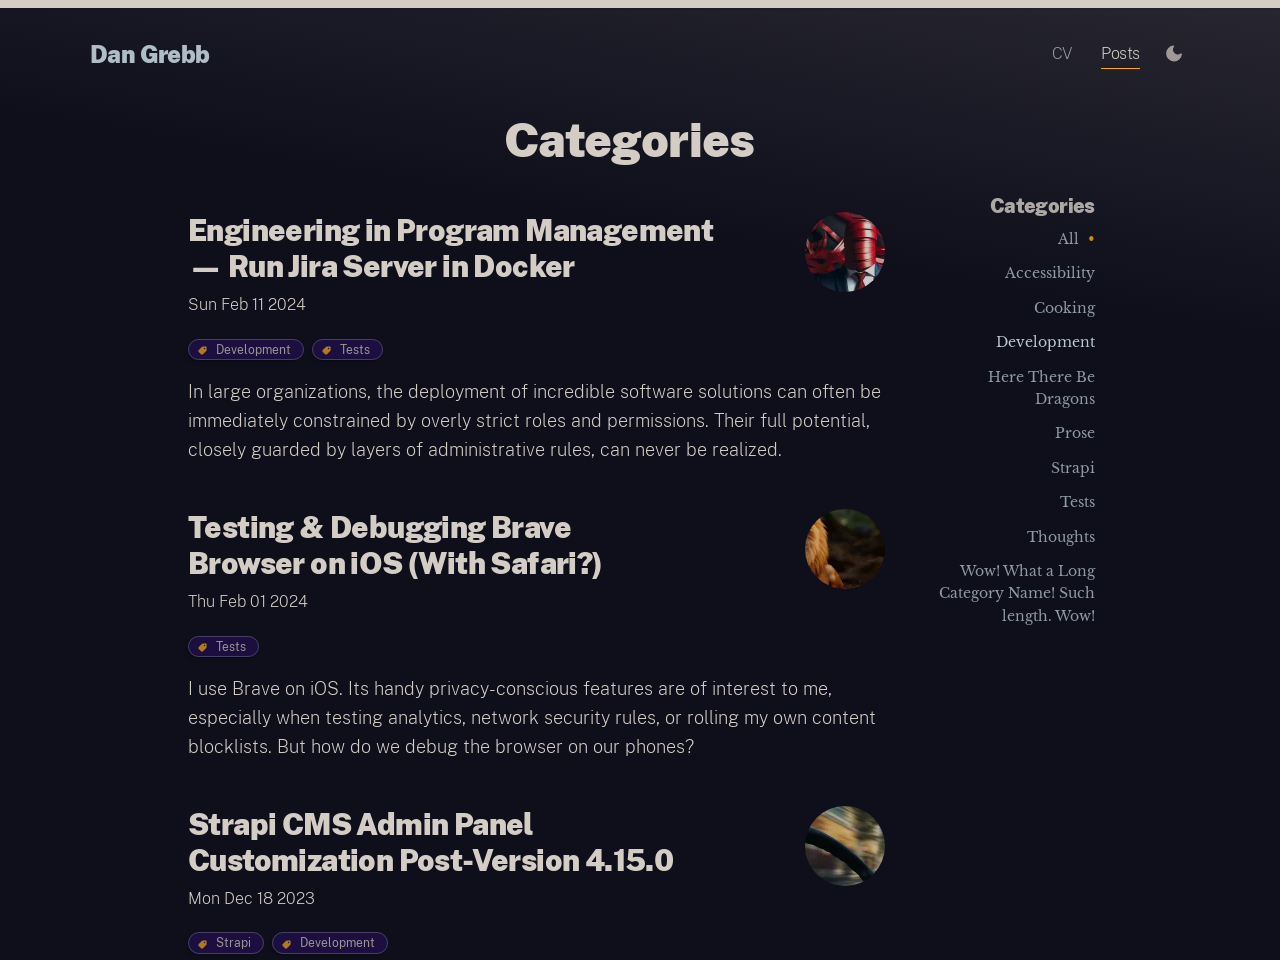 Dan Grebb
CV
Posts
Categories
Engineering in Program Management
— Run Jira Server in Docker
Sun Feb 11 2024
Development
Tests
In large organizations, the deployment of incredible software solutions can often be
immediately constrained by overly strict roles and permissions. Their full potential,
closely guarded by layers of administrative rules, can never be realized.
Testing & Debugging Brave
Browser on iOS (With Safari?)
Thu Feb 01 2024
Tests
I use Brave on iOS. Its handy privacy-conscious features are of interest to me,
especially when testing analytics, network security rules, or rolling my own content
blocklists. But how do we debug the browser on our phones?
Strapi CMS Admin Panel
Customization Post-Version 4.15.0
Mon Dec 18 2023
Strapi
Development
Categories
All
Accessibility
Cooking
Development
Here There Be
Dragons
Prose
Strapi
Tests
Thoughts
Wow! What a Long
Category Name! Such
length. Wow!